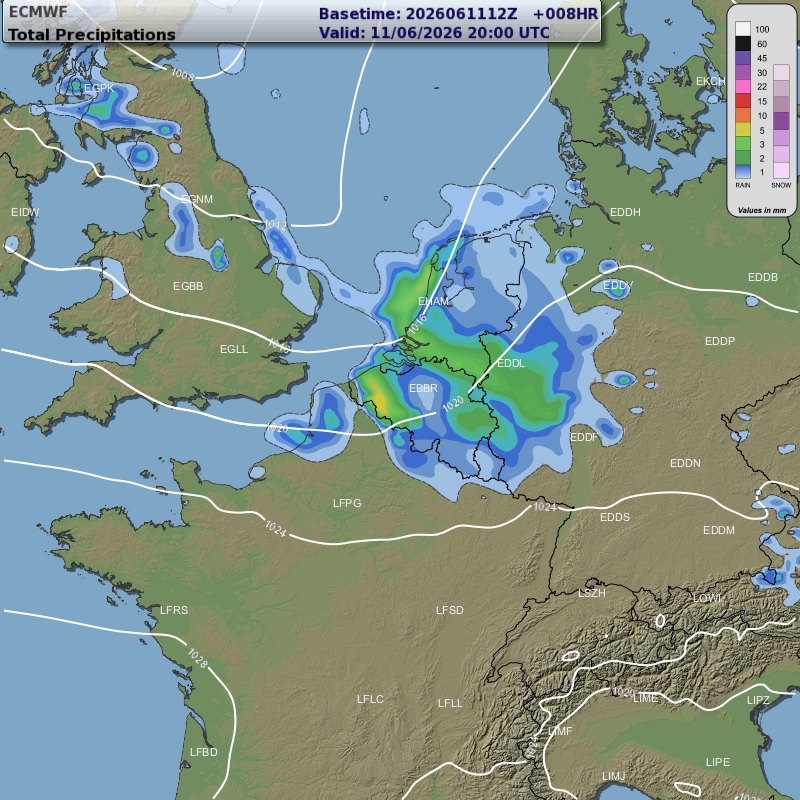 ECMWF
Basetime: 2026061112Z +008HR
Total Precipitations
Valid: 11/06/2026 20:00 UTC
100
60
45
30
22
15
10
5
3
2
1
RAIN
SNOW
Values in mm
1008
EGPK
EKCH
EIDW
EGNM
1012
EDDH
EGBB
EDDV
EDDB
EHAM
1016
EGLL
1018
EDDP
EDDL
EBBR
1020
1020
EDDF
EDDN
LFPG
1024
1024
EDDS
EDDM
LSZH
LOWI
LFRS
LFSD
1028
LFLC
LFLL
1020
LIME
LIPZ
LIMF
1024
LFBD
LIPE
LIMJ